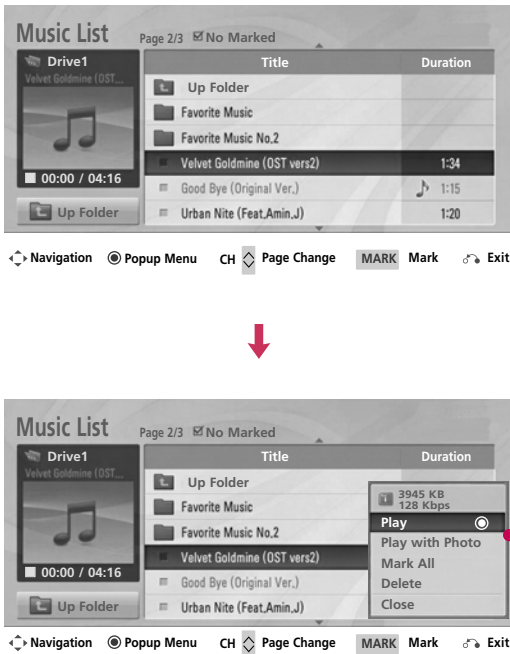 Music List Page 2/3 No Marked
Drive1
Velvet Goldmine (OST...
00:00 / 04:16
Up Folder
Title Duration
Up Folder
Favorite Music
Favorite Music No.2
Velvet Goldmine (OST vers2) 1:34
Good Bye (Original Ver.) 1:15
Urban Nite (Feat.Amin.J) 1:20
Navigation Popup Menu CH Page Change MARK Mark Exit
Music List Page 2/3 No Marked
Drive1
Velvet Goldmine (OST...
00:00 / 04:16
Up Folder
Title Duration
Up Folder
Favorite Music
Favorite Music No.2
Velvet Goldmine (OST vers2)
Good Bye (Original Ver.)
Urban Nite (Feat.Amin.J)
3945 KB
128 Kbps
Play
Play with Photo
Mark All
Delete
Close
Navigation Popup Menu CH Page Change MARK Mark Exit